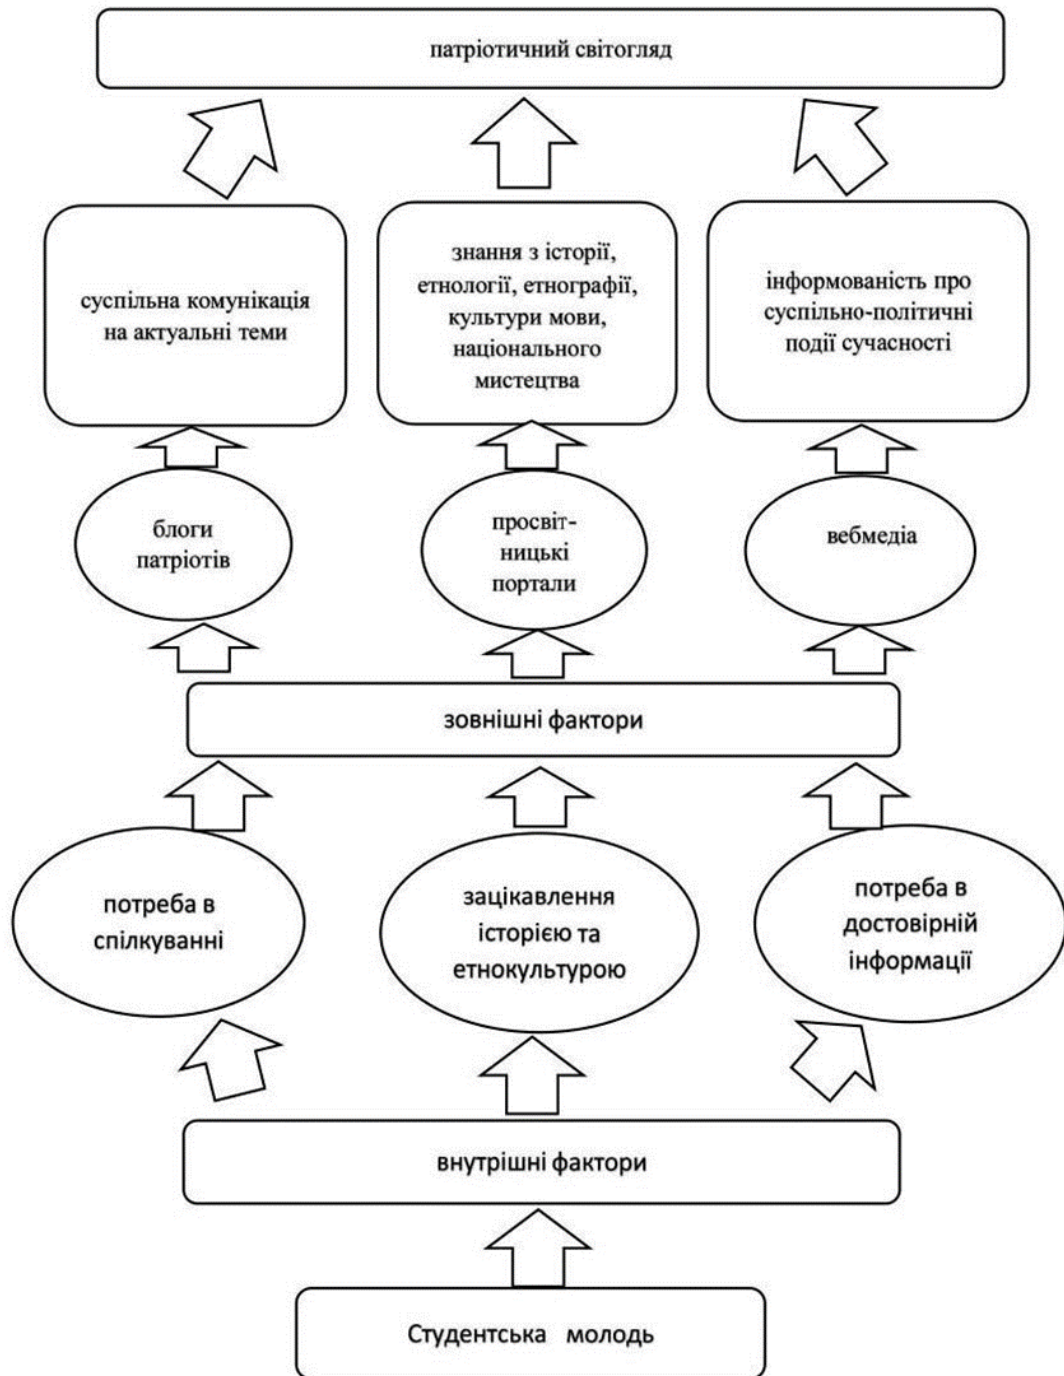 патріотичний світогляд
суспільна комунікація
на актуальні теми
знання з історії,
етнології, етнографії,
культури мови,
національного
мистецтва
інформованість про
суспільно-політичні
події сучасності
блоги
патріотів
просвіт-
ницькі
портали
вебмедіа
зовнішні фактори
потреба в
спілкуванні
зацікавлення
історією та
етнокультурою
потреба в
достовірній
інформації
внутрішні фактори
Студентська молодь